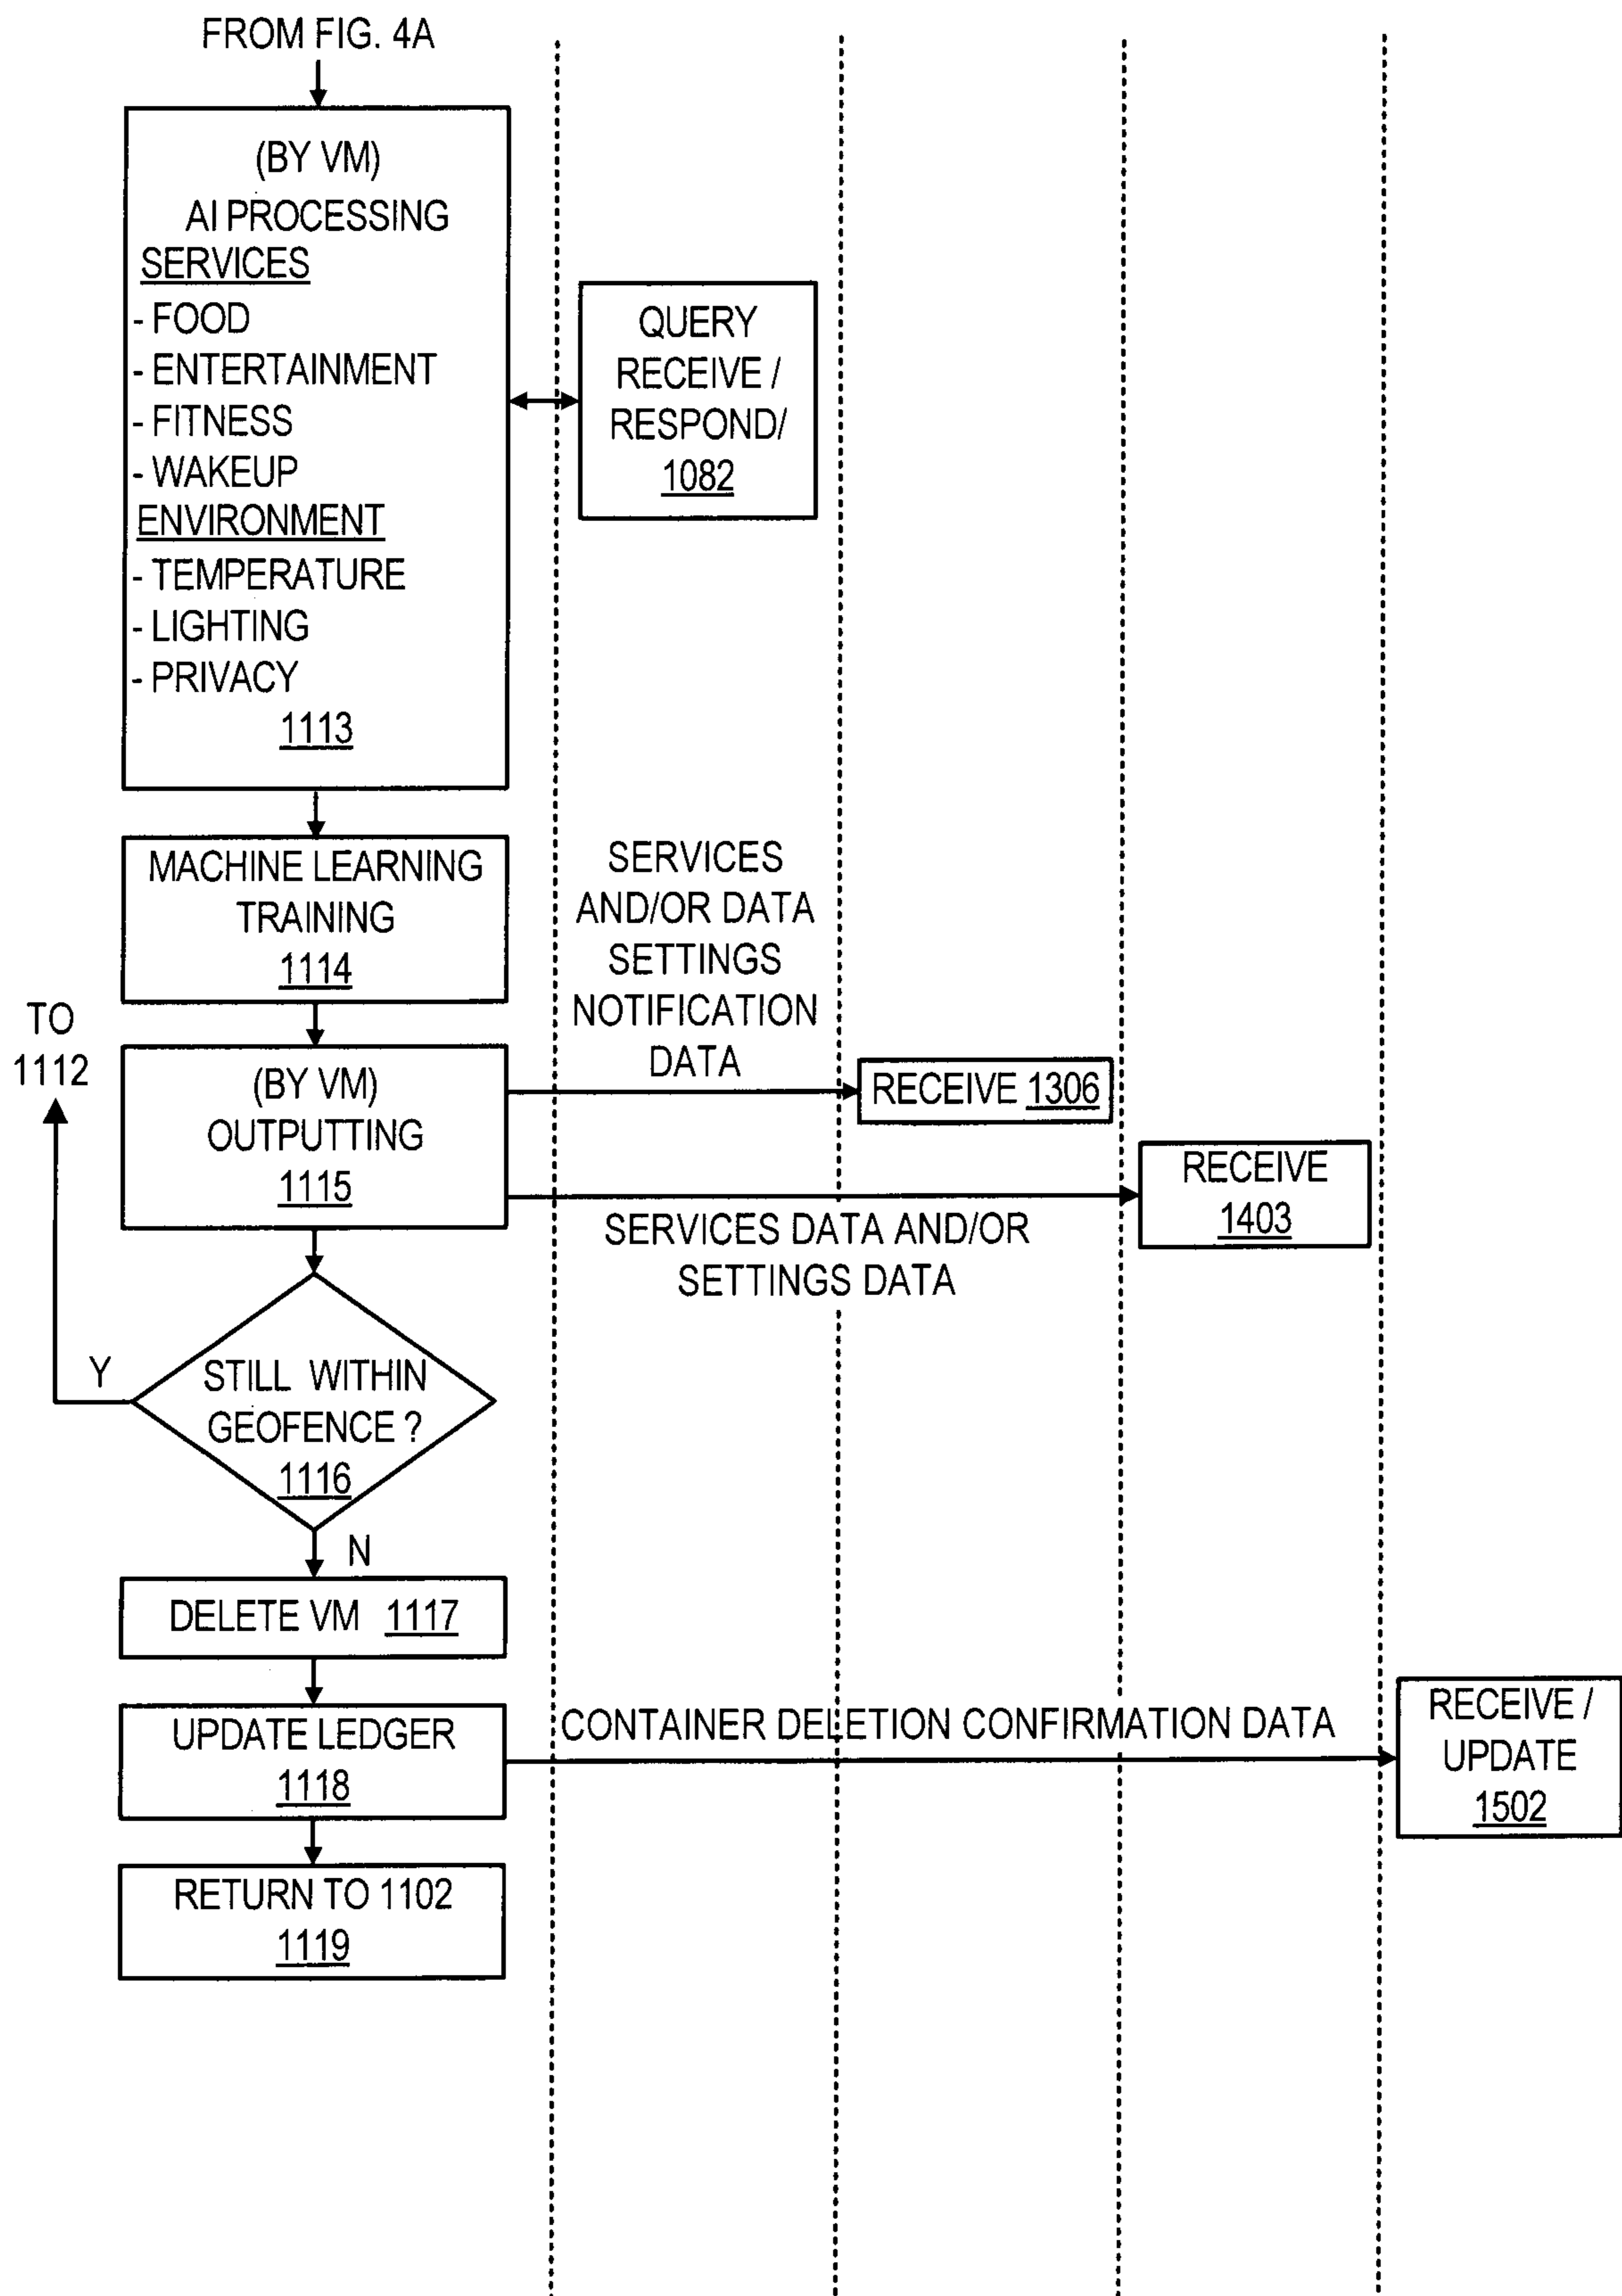 FROM FIG. 4A
(BY VM)
AI PROCESSING
SERVICES
- FOOD
- ENTERTAINMENT
- FITNESS
- WAKEUP
ENVIRONMENT
- TEMPERATURE
- LIGHTING
- PRIVACY
1113
QUERY
RECEIVE /
RESPOND/
1082
MACHINE LEARNING
TRAINING
1114
SERVICES
AND/OR DATA
SETTINGS
NOTIFICATION
DATA
TO
1112
(BY VM)
OUTPUTTING
1115
RECEIVE 1306
RECEIVE
1403
SERVICES DATA AND/OR
SETTINGS DATA
Y
STILL WITHIN
GEOFENCE ?
1116
N
DELETE VM 1117
UPDATE LEDGER
1118
CONTAINER DELETION CONFIRMATION DATA
RECEIVE /
UPDATE
1502
RETURN TO 1102
1119